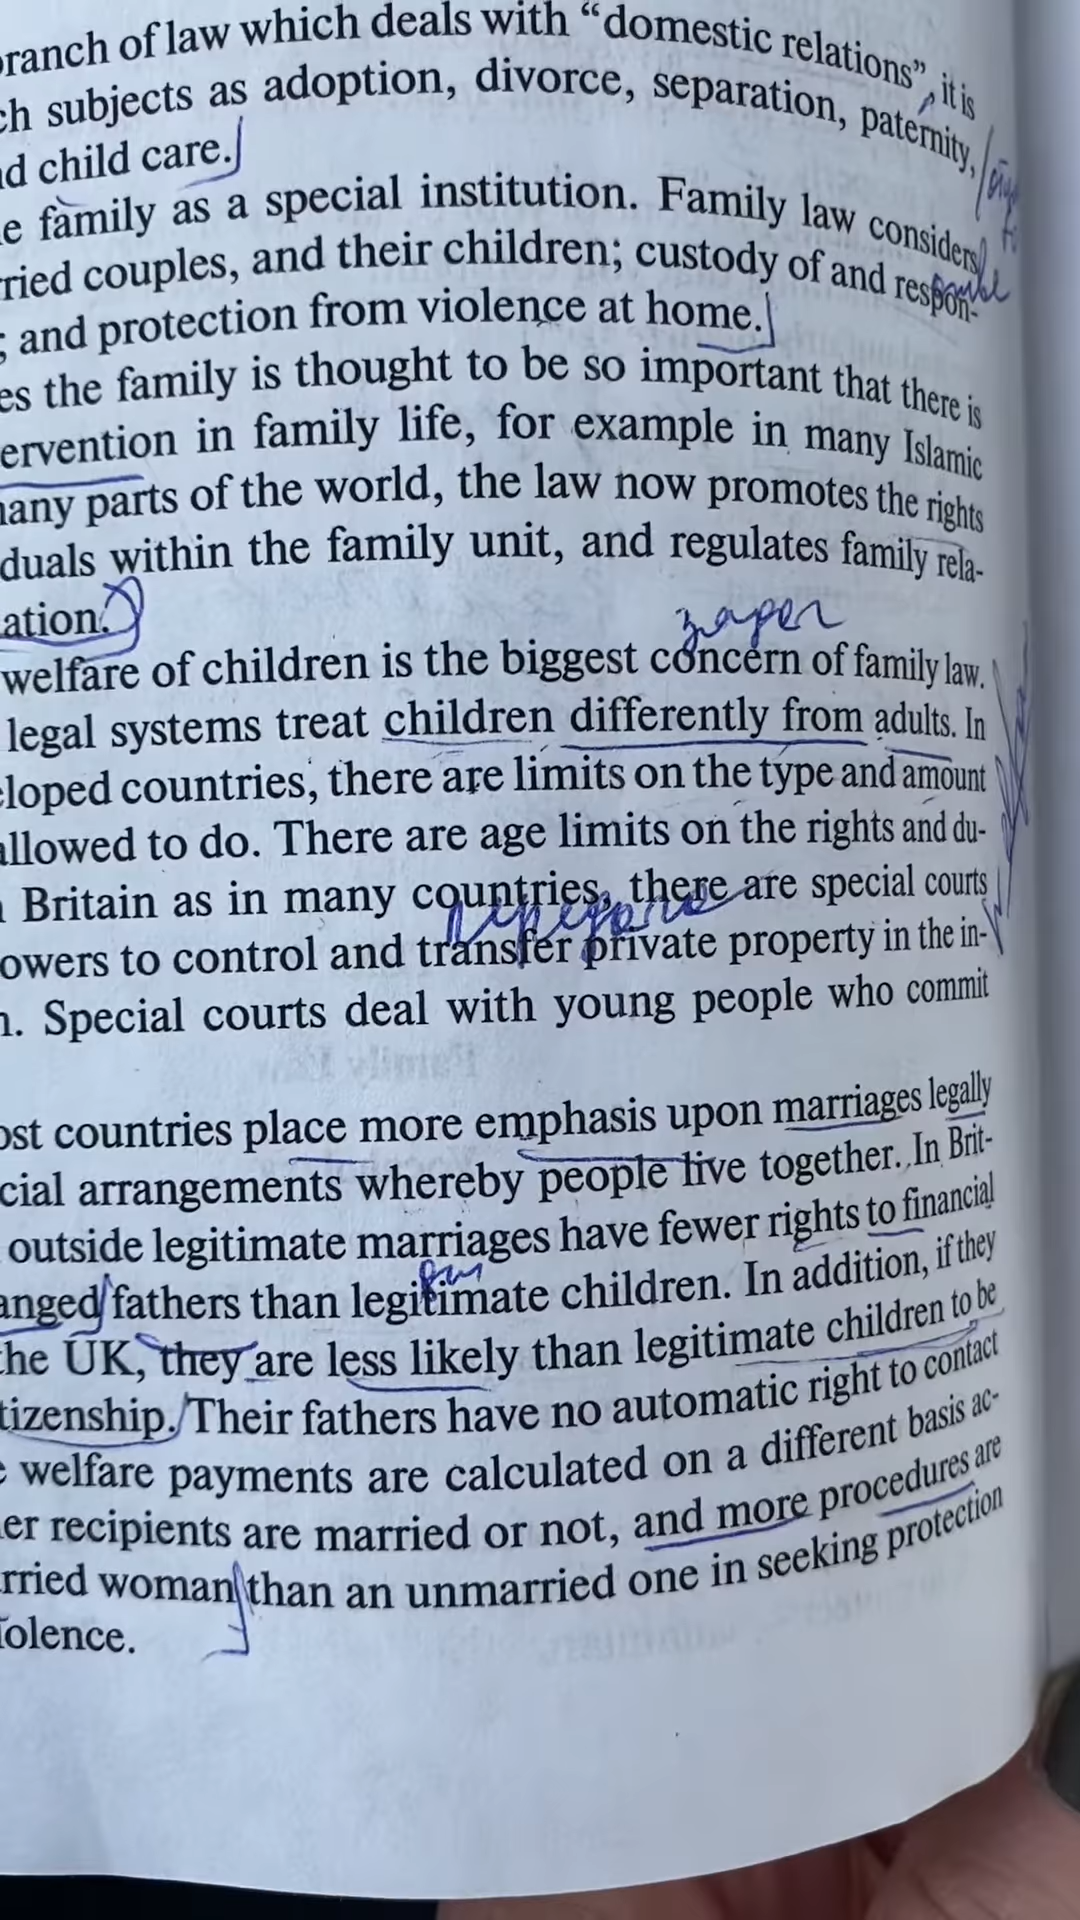 ranch of law which deals with “domestic relations”, it is
ch subjects as adoption, divorce, separation, paternity,
nd child care.
e family as a special institution. Family law considers
rried couples, and their children; custody of and respon-
; and protection from violence at home.
es the family is thought to be so important that there is
ervention in family life, for example in many Islamic
any parts of the world, the law now promotes the rights
duals within the family unit, and regulates family rela-
ation.
welfare of children is the biggest concern of family law.
legal systems treat children differently from adults. In
loped countries, there are limits on the type and amount
allowed to do. There are age limits on the rights and du-
Britain as in many countries, there are special courts
owers to control and transfer private property in the in-
n. Special courts deal with young people who commit
ost countries place more emphasis upon marriages legally
cial arrangements whereby people live together. In Brit-
outside legitimate marriages have fewer rights to financial
anged fathers than legitimate children. In addition, if they
the UK, they are less likely than legitimate children to be
tizenship. Their fathers have no automatic right to contact
e welfare payments are calculated on a different basis ac-
er recipients are married or not, and more procedures are
rried woman than an unmarried one in seeking protection
iolence.